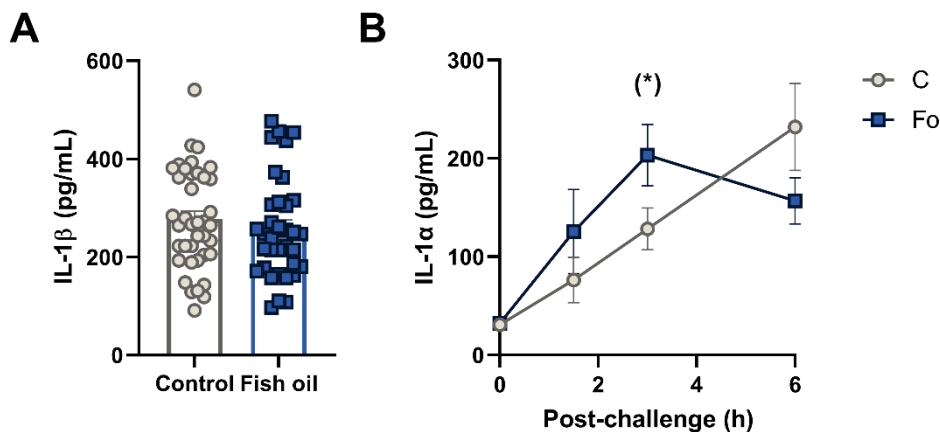 A
IL-1β (pg/mL)
600
400
200
0
Control Fish oil
B
IL-1α (pg/mL)
300
200
100
0
(*)
0 2 4 6
Post-challenge (h)
C
Fo